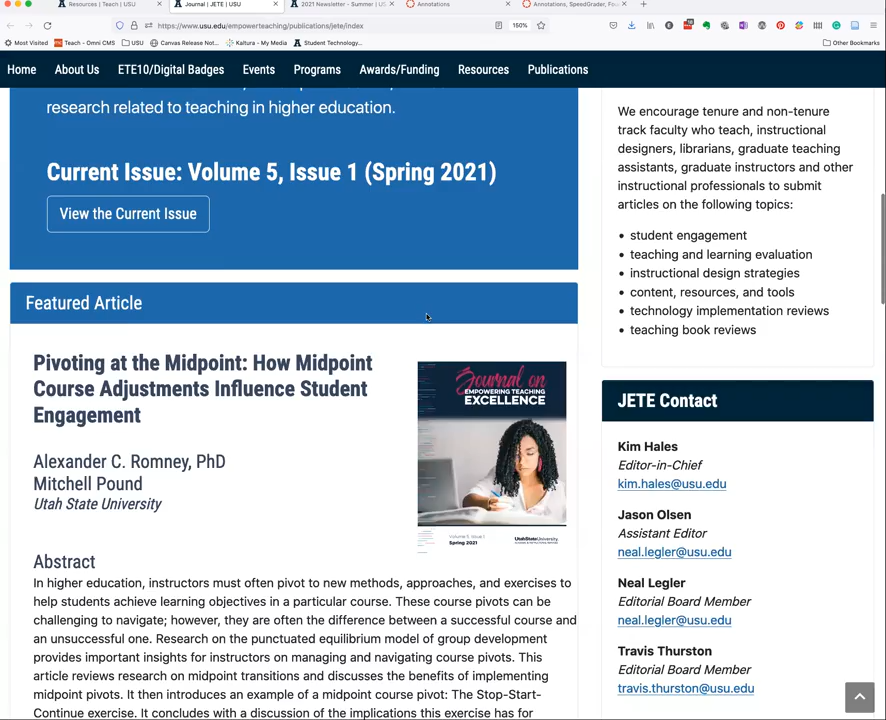 Resources | Teach | USU
Journal | JETE | USU
2021 Newsletter - Summer | US
Annotations
Annotations, SpeedGrader, Fo
https://www.usu.edu/empowerteaching/publications/jete/index
150%
Most Visited
Teach - Omni CMS
USU
Canvas Release Not...
Kaltura - My Media
Student Technology...
Other Bookmarks
Home
About Us
ETE10/Digital Badges
Events
Programs
Awards/Funding
Resources
Publications
research related to teaching in higher education.
Current Issue: Volume 5, Issue 1 (Spring 2021)
View the Current Issue
Featured Article
Pivoting at the Midpoint: How Midpoint
Course Adjustments Influence Student
Engagement
Alexander C. Romney, PhD
Mitchell Pound
Utah State University
Journal on
EMPOWERING TEACHING
EXCELLENCE
Volume 5, Issue 1
Spring 2021
UtahStateUniversity
Abstract
In higher education, instructors must often pivot to new methods, approaches, and exercises to
help students achieve learning objectives in a particular course. These course pivots can be
challenging to navigate; however, they are often the difference between a successful course and
an unsuccessful one. Research on the punctuated equilibrium model of group development
provides important insights for instructors on managing and navigating course pivots. This
article reviews research on midpoint transitions and discusses the benefits of implementing
midpoint pivots. It then introduces an example of a midpoint course pivot: The Stop-Start-
Continue exercise. It concludes with a discussion of the implications this exercise has for
We encourage tenure and non-tenure
track faculty who teach, instructional
designers, librarians, graduate teaching
assistants, graduate instructors and other
instructional professionals to submit
articles on the following topics:
• student engagement
• teaching and learning evaluation
• instructional design strategies
• content, resources, and tools
• technology implementation reviews
• teaching book reviews
JETE Contact
Kim Hales
Editor-in-Chief
kim.hales@usu.edu
Jason Olsen
Assistant Editor
neal.legler@usu.edu
Neal Legler
Editorial Board Member
neal.legler@usu.edu
Travis Thurston
Editorial Board Member
travis.thurston@usu.edu